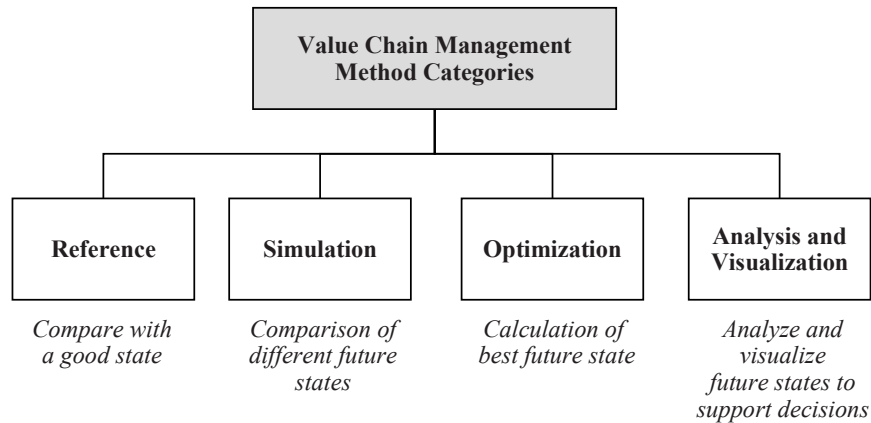 Value Chain Management
Method Categories
Reference
Simulation
Optimization
Analysis and
Visualization
Compare with
a good state
Comparison of
different future
states
Calculation of
best future state
Analyze and
visualize
future states to
support decisions